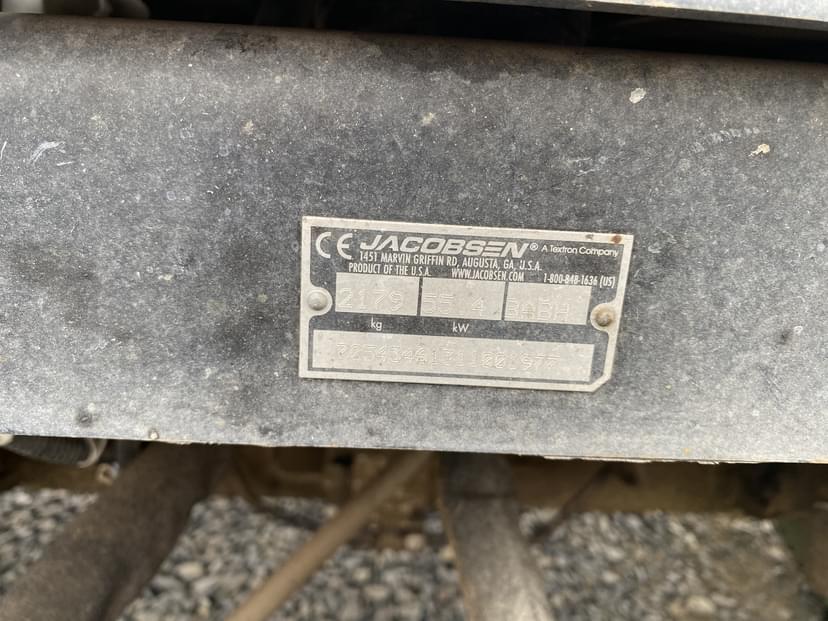 CE JACOBSEN® A Textron Company
1451 MARVIN GRIFFIN RD, AUGUSTA, GA, U.S.A.
PRODUCT OF THE U.S.A. WWW.JACOBSEN.COM 1-800-848-1636 (US)
2179 55.4
kg kW